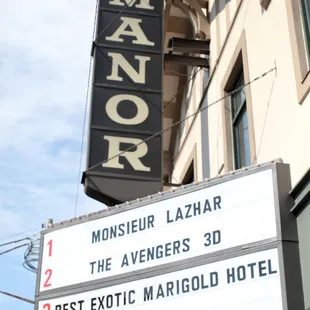 MANOR
1 MONSIEUR LAZHAR
2 THE AVENGERS 3D
3 BEST EXOTIC MARIGOLD HOTEL